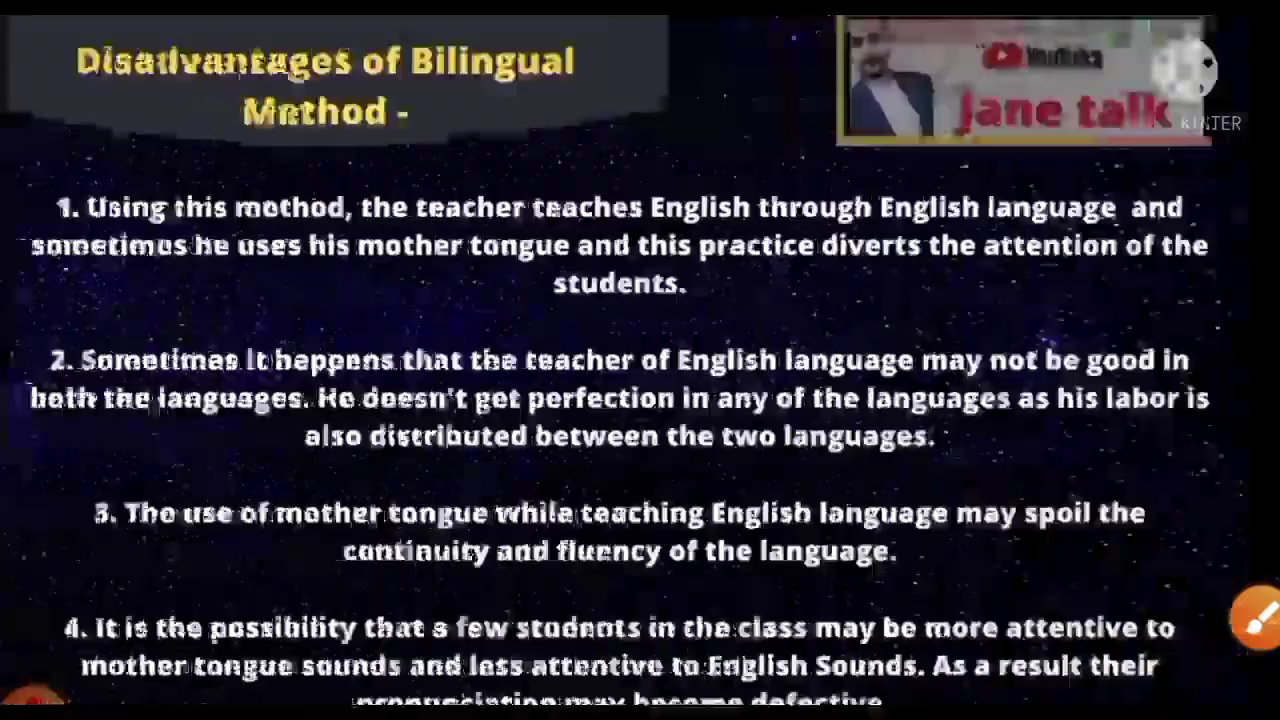 Disadvantages of Bilingual
Method -
YouTube
Jane talk
1. Using this method, the teacher teaches English through English language and
sometimes he uses his mother tongue and this practice diverts the attention of the
students.
2. Sometimes It happens that the teacher of English language may not be good in
both the languages. He doesn't get perfection in any of the languages as his labor is
also distributed between the two languages.
3. The use of mother tongue while teaching English language may spoil the
continuity and fluency of the language.
4. It is the possibility that a few students in the class may be more attentive to
mother tongue sounds and less attentive to English Sounds. As a result their
pronunciation may become defective